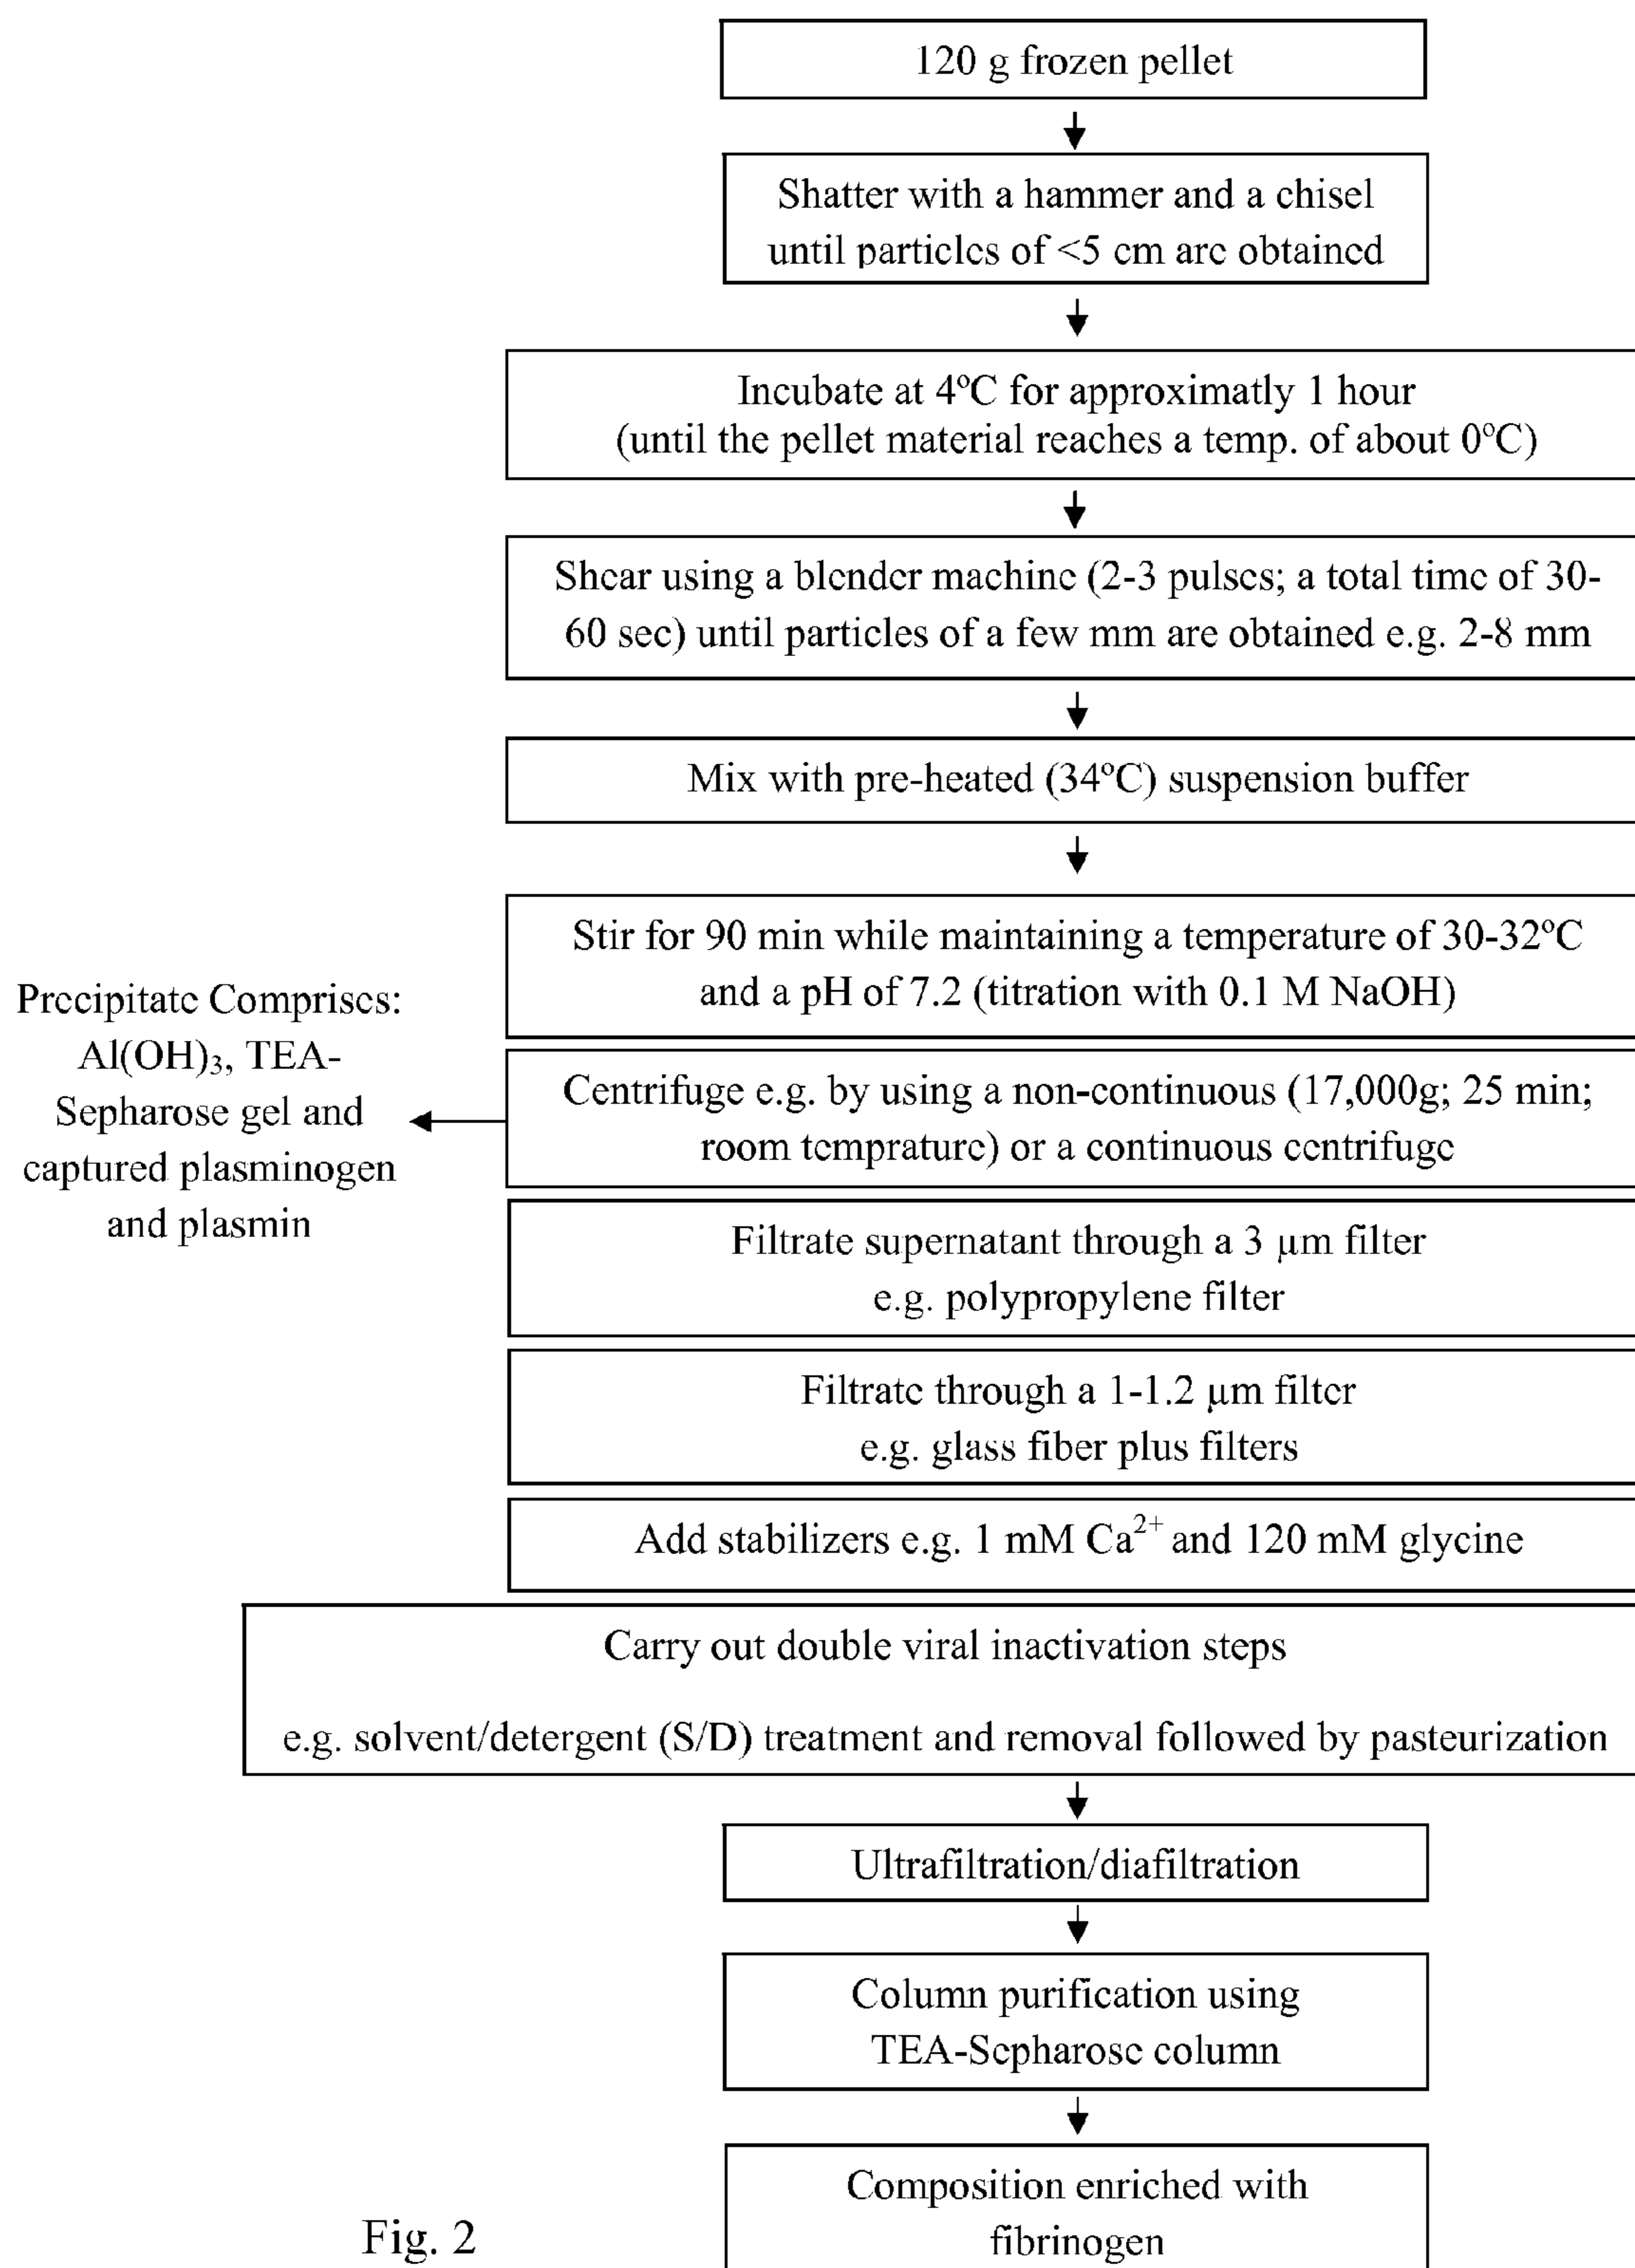 120 g frozen pellet
Shatter with a hammer and a chisel
until particles of <5 cm are obtained
Incubate at 4°C for approximatly 1 hour
(until the pellet material reaches a temp. of about 0°C)
Shear using a blender machine (2-3 pulses; a total time of 30-
60 sec) until particles of a few mm are obtained e.g. 2-8 mm
Mix with pre-heated (34°C) suspension buffer
Stir for 90 min while maintaining a temperature of 30-32°C
and a pH of 7.2 (titration with 0.1 M NaOH)
Precipitate Comprises:
Al(OH)₃, TEA-
Sepharose gel and
captured plasminogen
and plasmin
Centrifuge e.g. by using a non-continuous (17,000g; 25 min;
room temprature) or a continuous centrifuge
Filtrate supernatant through a 3 μm filter
e.g. polypropylene filter
Filtrate through a 1-1.2 μm filter
e.g. glass fiber plus filters
Add stabilizers e.g. 1 mM Ca²⁺ and 120 mM glycine
Carry out double viral inactivation steps
e.g. solvent/detergent (S/D) treatment and removal followed by pasteurization
Ultrafiltration/diafiltration
Column purification using
TEA-Sepharose column
Composition enriched with
fibrinogen
Fig. 2